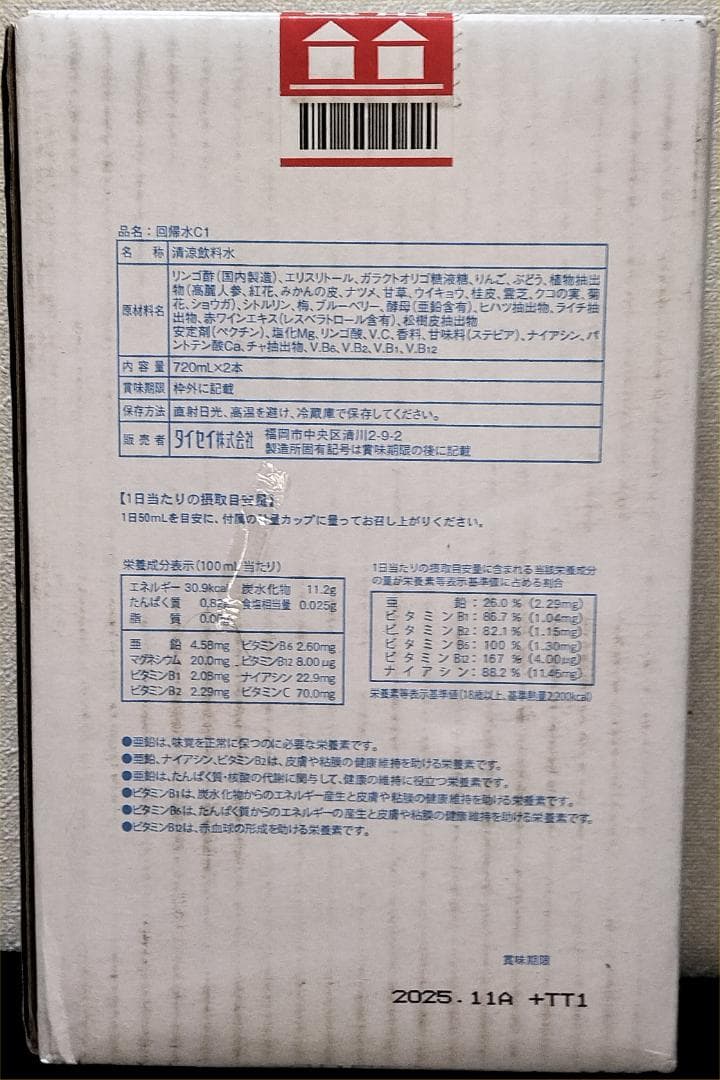 品名：回帰水C1
名 称 清涼飲料水
原材料名 リンゴ酢（国内製造）、エリスリトール、ガラクトオリゴ糖液糖、りんご、ぶどう、植物抽出
物（高麗人参、紅花、みかんの皮、ナツメ、甘草、ウイキョウ、桂皮、霊芝、クコの実、菊
花、ショウガ）、シトルリン、梅、ブルーベリー、酵母（亜鉛含有）、ヒハツ抽出物、ライチ抽
出物、赤ワインエキス（レスベラトロール含有）、松樹皮抽出物
安定剤（ペクチン）、塩化Mg、リンゴ酸、V.C、香料、甘味料（ステビア）、ナイアシン、パ
ントテン酸Ca、チャ抽出物、V.B6、V.B2、V.B1、V.B12
内 容 量 720mL×2本
賞味期限 枠外に記載
保存方法 直射日光、高温を避け、冷蔵庫で保存してください。
販 売 者 タイセイ株式会社 福岡市中央区清川2-9-2
製造所固有記号は賞味期限の後に記載
【1日当たりの摂取目安量】
1日50mLを目安に、付属の計量カップに量ってお召し上がりください。
栄養成分表示（100mL当たり）
エネルギー 30.9kcal 炭水化物 11.2g
たんぱく質 0.82g 食塩相当量 0.025g
脂 質
亜 鉛 4.58mg ビタミンB6 2.60mg
マグネシウム 20.0mg ビタミンB12 8.00μg
ビタミンB1 2.08mg ナイアシン 22.9mg
ビタミンB2 2.29mg ビタミンC 70.0mg
1日当たりの摂取目安量に含まれる当該栄養成分
の量が栄養素等表示基準値に占める割合
亜 鉛：26.0 %（2.29mg）
ビ タ ミ ンB1：86.7 %（1.04mg）
ビ タ ミ ンB2：82.1 %（1.15mg）
ビ タ ミ ンB6：100 %（1.30mg）
ビ タ ミ ンB12：167 %（4.00μg）
ナ イ ア シ ン：88.2 %（11.45mg）
栄養素等表示基準値（18歳以上、基準熱量2,200kcal）
●亜鉛は、味覚を正常に保つのに必要な栄養素です。
●亜鉛、ナイアシン、ビタミンB2は、皮膚や粘膜の健康維持を助ける栄養素です。
●亜鉛は、たんぱく質・核酸の代謝に関与して、健康の維持に役立つ栄養素です。
●ビタミンB1は、炭水化物からのエネルギー産生と皮膚や粘膜の健康維持を助ける栄養素です。
●ビタミンB6は、たんぱく質からのエネルギーの産生と皮膚や粘膜の健康維持を助ける栄養素です。
●ビタミンB12は、赤血球の形成を助ける栄養素です。
賞味期限
2025.11A +TT1